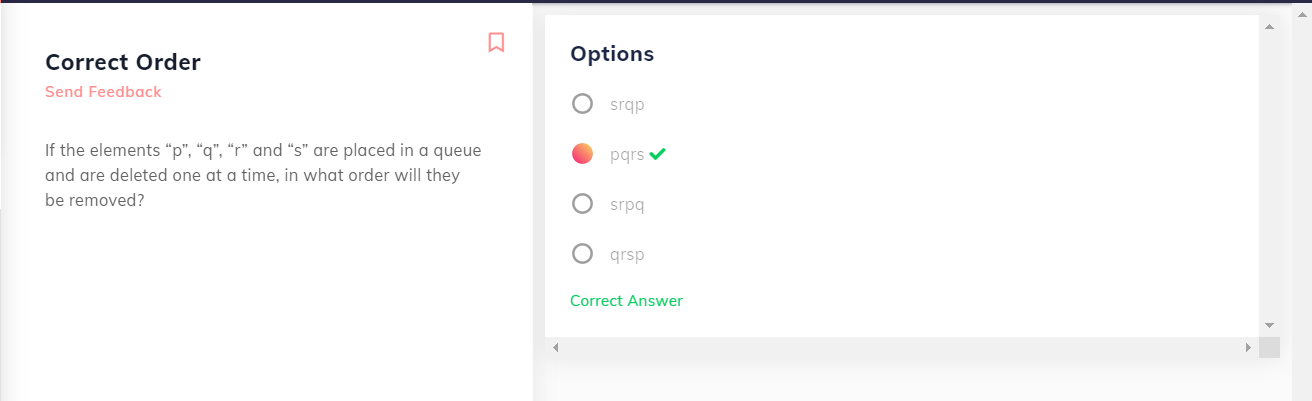 Correct Order
Send Feedback
If the elements “p”, “q”, “r” and “s” are placed in a queue
and are deleted one at a time, in what order will they
be removed?
Options
srqp
pqrs
srpq
qrsp
Correct Answer